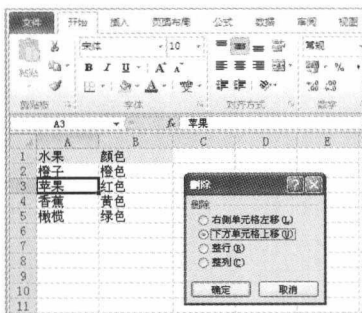 文件 开始 插入 页面布局 公式 数据 审阅 视图
宋体 10 常规
粘贴 B I U A A %
剪贴板 字体 对齐方式 数字
A3 fx 苹果
A B C D E
1 水果 颜色
2 橙子 橙色
3 苹果 红色
4 香蕉 黄色
5 橄榄 绿色
6
7
8
9
10
11
删除
删除
右侧单元格左移(L)
下方单元格上移(U)
整行(R)
整列(C)
确定 取消